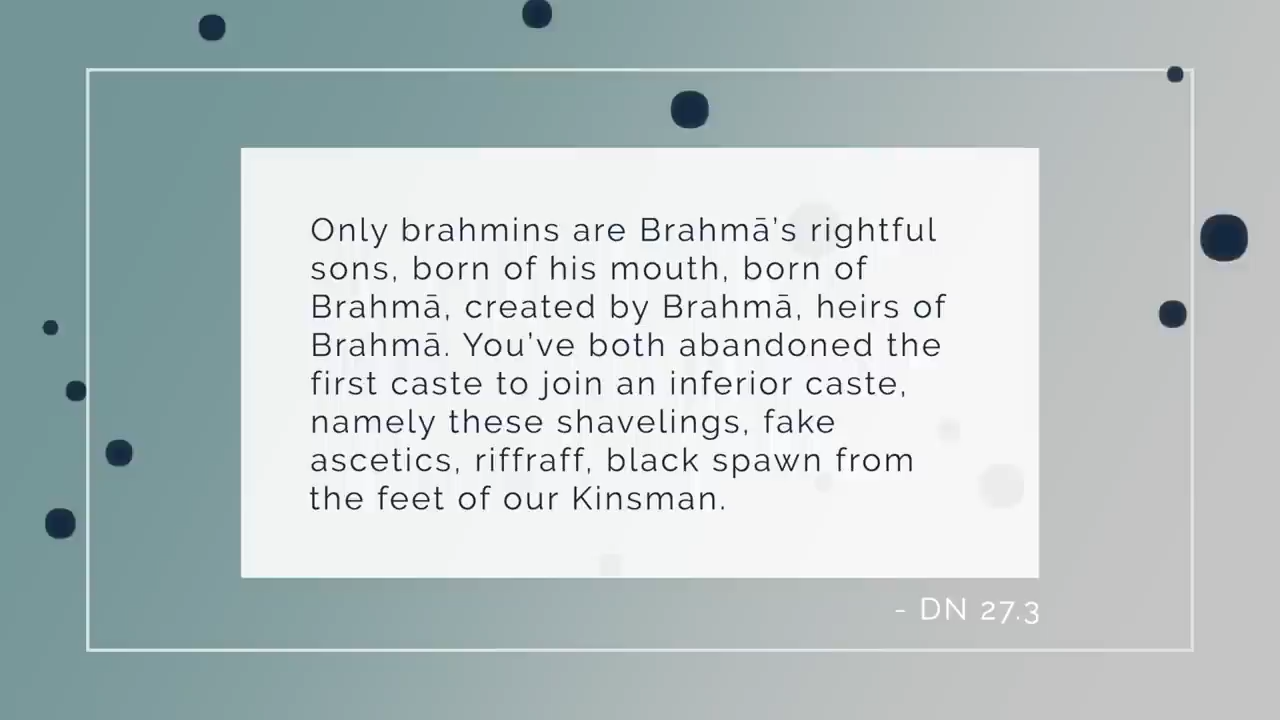 Only brahmins are Brahmā’s rightful
sons, born of his mouth, born of
Brahmā, created by Brahmā, heirs of
Brahmā. You’ve both abandoned the
first caste to join an inferior caste,
namely these shavelings, fake
ascetics, riffraff, black spawn from
the feet of our Kinsman.
- DN 27.3